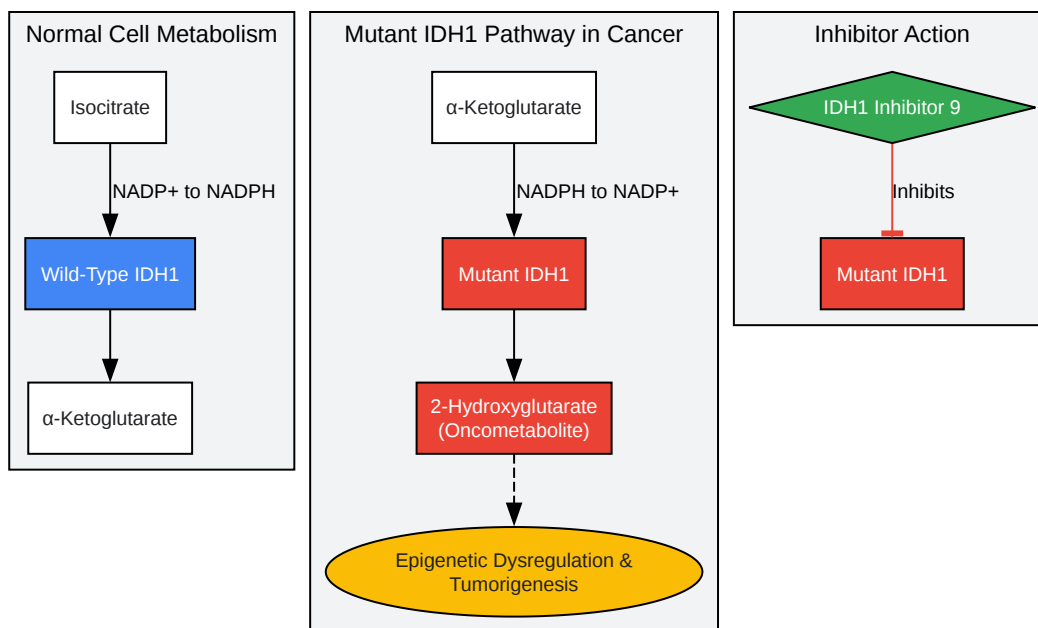 Normal Cell Metabolism
Isocitrate
NADP+ to NADPH
Wild-Type IDH1
α-Ketoglutarate
Mutant IDH1 Pathway in Cancer
α-Ketoglutarate
NADPH to NADP+
Mutant IDH1
2-Hydroxyglutarate
(Oncometabolite)
Epigenetic Dysregulation &
Tumorigenesis
Inhibitor Action
IDH1 Inhibitor 9
Inhibits
Mutant IDH1